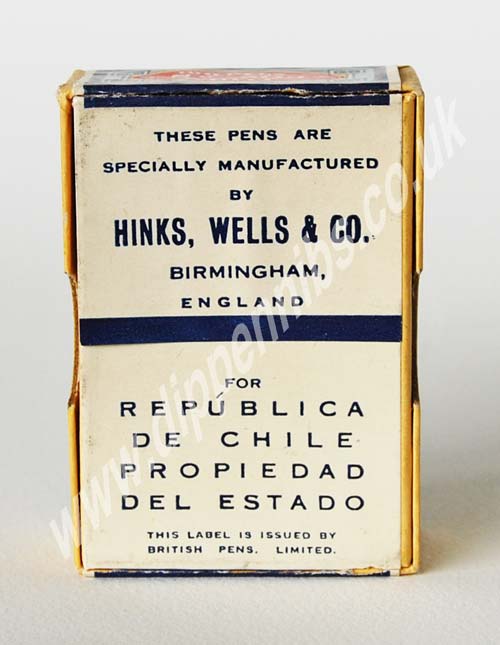 THESE PENS ARE
SPECIALLY MANUFACTURED
BY
HINKS, WELLS & CO.
BIRMINGHAM,
ENGLAND
FOR
REPÚBLICA
DE CHILE
PROPIEDAD
DEL ESTADO
THIS LABEL IS ISSUED BY
BRITISH PENS, LIMITED.
www.dippennibs.co.uk